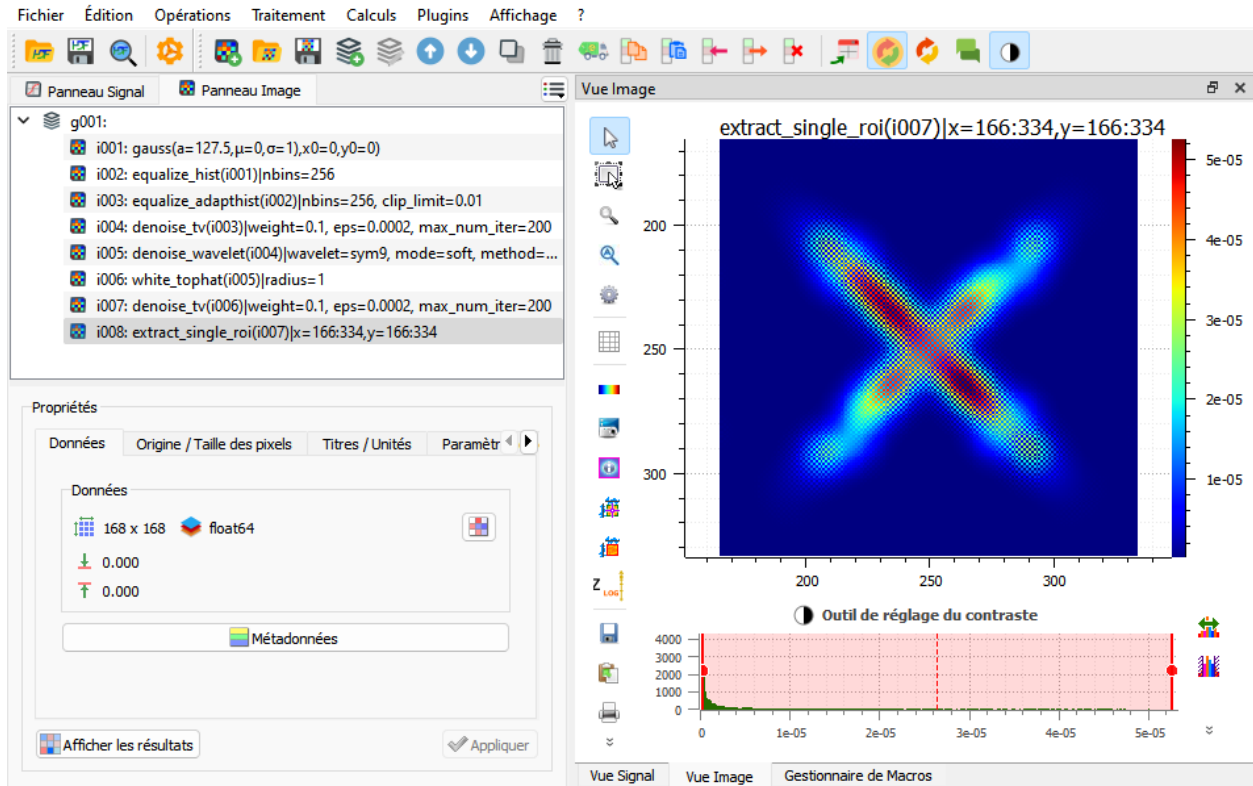 Fichier Édition Opérations Traitement Calculs Plugins Affichage ?
Panneau Signal Panneau Image
g001:
i001: gauss(a=127.5,μ=0,σ=1),x0=0,y0=0)
i002: equalize_hist(i001)|nbins=256
i003: equalize_adapthist(i002)|nbins=256, clip_limit=0.01
i004: denoise_tv(i003)|weight=0.1, eps=0.0002, max_num_iter=200
i005: denoise_wavelet(i004)|wavelet=sym9, mode=soft, method=...
i006: white_tophat(i005)|radius=1
i007: denoise_tv(i006)|weight=0.1, eps=0.0002, max_num_iter=200
i008: extract_single_roi(i007)|x=166:334,y=166:334
Propriétés
Données Origine / Taille des pixels Titres / Unités Paramètr
Données
168 x 168 float64
0.000
0.000
Métadonnées
Afficher les résultats Appliquer
Vue Image
extract_single_roi(i007)|x=166:334,y=166:334
200
250
300
200 250 300
5e-05
4e-05
3e-05
2e-05
1e-05
Z LOG
Outil de réglage du contraste
4000
3000
2000
1000
0
0 1e-05 2e-05 3e-05 4e-05 5e-05
Vue Signal Vue Image Gestionnaire de Macros